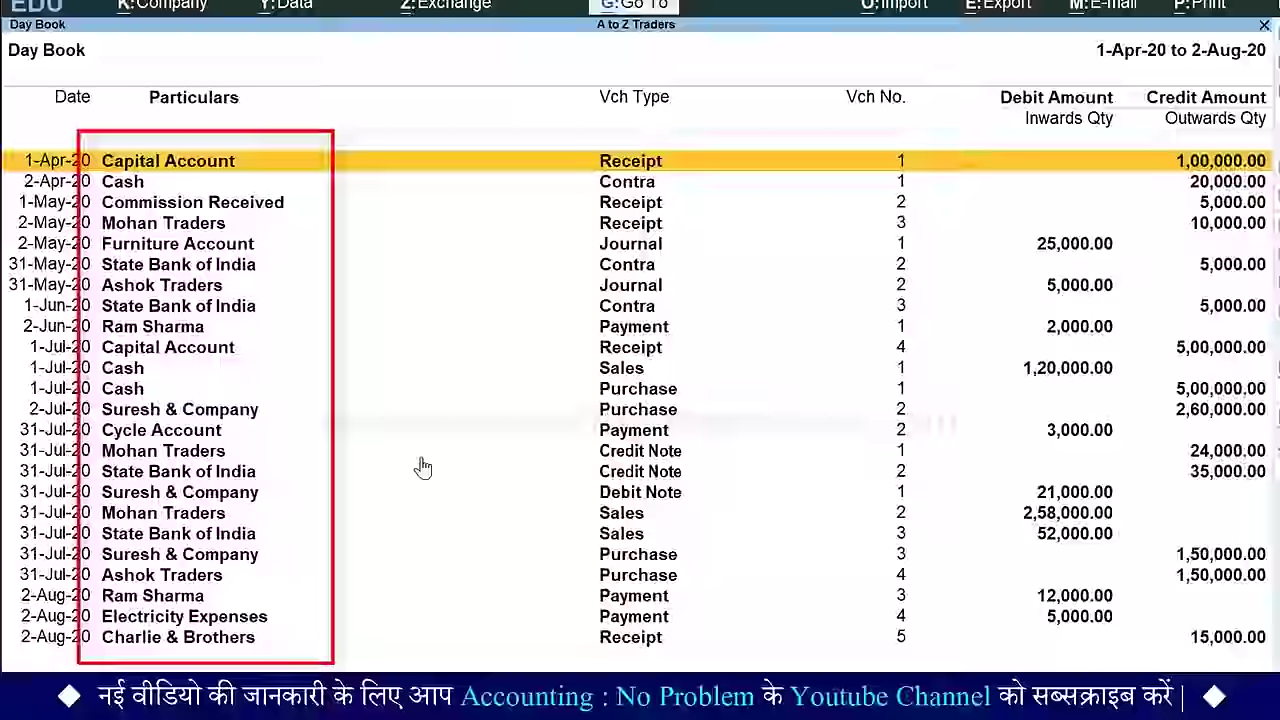 EDU K:Company Y:Data Z:Exchange G:Go To O:Import E:Export M:E-mail P:Print
Day Book A to Z Traders ✕
Day Book 1-Apr-20 to 2-Aug-20
Date Particulars Vch Type Vch No. Debit Amount Credit Amount
Inwards Qty Outwards Qty
1-Apr-20 Capital Account Receipt 1 1,00,000.00
2-Apr-20 Cash Contra 1 20,000.00
1-May-20 Commission Received Receipt 2 5,000.00
2-May-20 Mohan Traders Receipt 3 10,000.00
2-May-20 Furniture Account Journal 1 25,000.00
31-May-20 State Bank of India Contra 2 5,000.00
31-May-20 Ashok Traders Journal 2 5,000.00
1-Jun-20 State Bank of India Contra 3 5,000.00
2-Jun-20 Ram Sharma Payment 1 2,000.00
1-Jul-20 Capital Account Receipt 4 5,00,000.00
1-Jul-20 Cash Sales 1 1,20,000.00
1-Jul-20 Cash Purchase 1 5,00,000.00
2-Jul-20 Suresh & Company Purchase 2 2,60,000.00
31-Jul-20 Cycle Account Payment 2 3,000.00
31-Jul-20 Mohan Traders Credit Note 1 24,000.00
31-Jul-20 State Bank of India Credit Note 2 35,000.00
31-Jul-20 Suresh & Company Debit Note 1 21,000.00
31-Jul-20 Mohan Traders Sales 2 2,58,000.00
31-Jul-20 State Bank of India Sales 3 52,000.00
31-Jul-20 Suresh & Company Purchase 3 1,50,000.00
31-Jul-20 Ashok Traders Purchase 4 1,50,000.00
2-Aug-20 Ram Sharma Payment 3 12,000.00
2-Aug-20 Electricity Expenses Payment 4 5,000.00
2-Aug-20 Charlie & Brothers Receipt 5 15,000.00
◆ नई वीडियो की जानकारी के लिए आप Accounting : No Problem के Youtube Channel को सब्सक्राइब करें | ◆